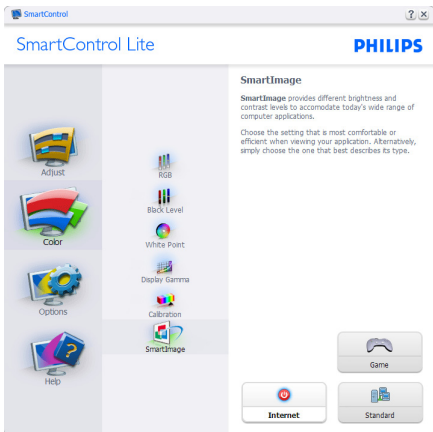 SmartControl
SmartControl Lite
PHILIPS
Adjust
Color
Options
Help
RGB
Black Level
White Point
Display Gamma
Calibration
SmartImage
SmartImage
SmartImage provides different brightness and
contrast levels to accomodate today's wide range of
computer applications.
Choose the setting that is most comfortable or
efficient when viewing your application. Alternatively,
simply choose the one that best describes its type.
Game
Internet
Standard